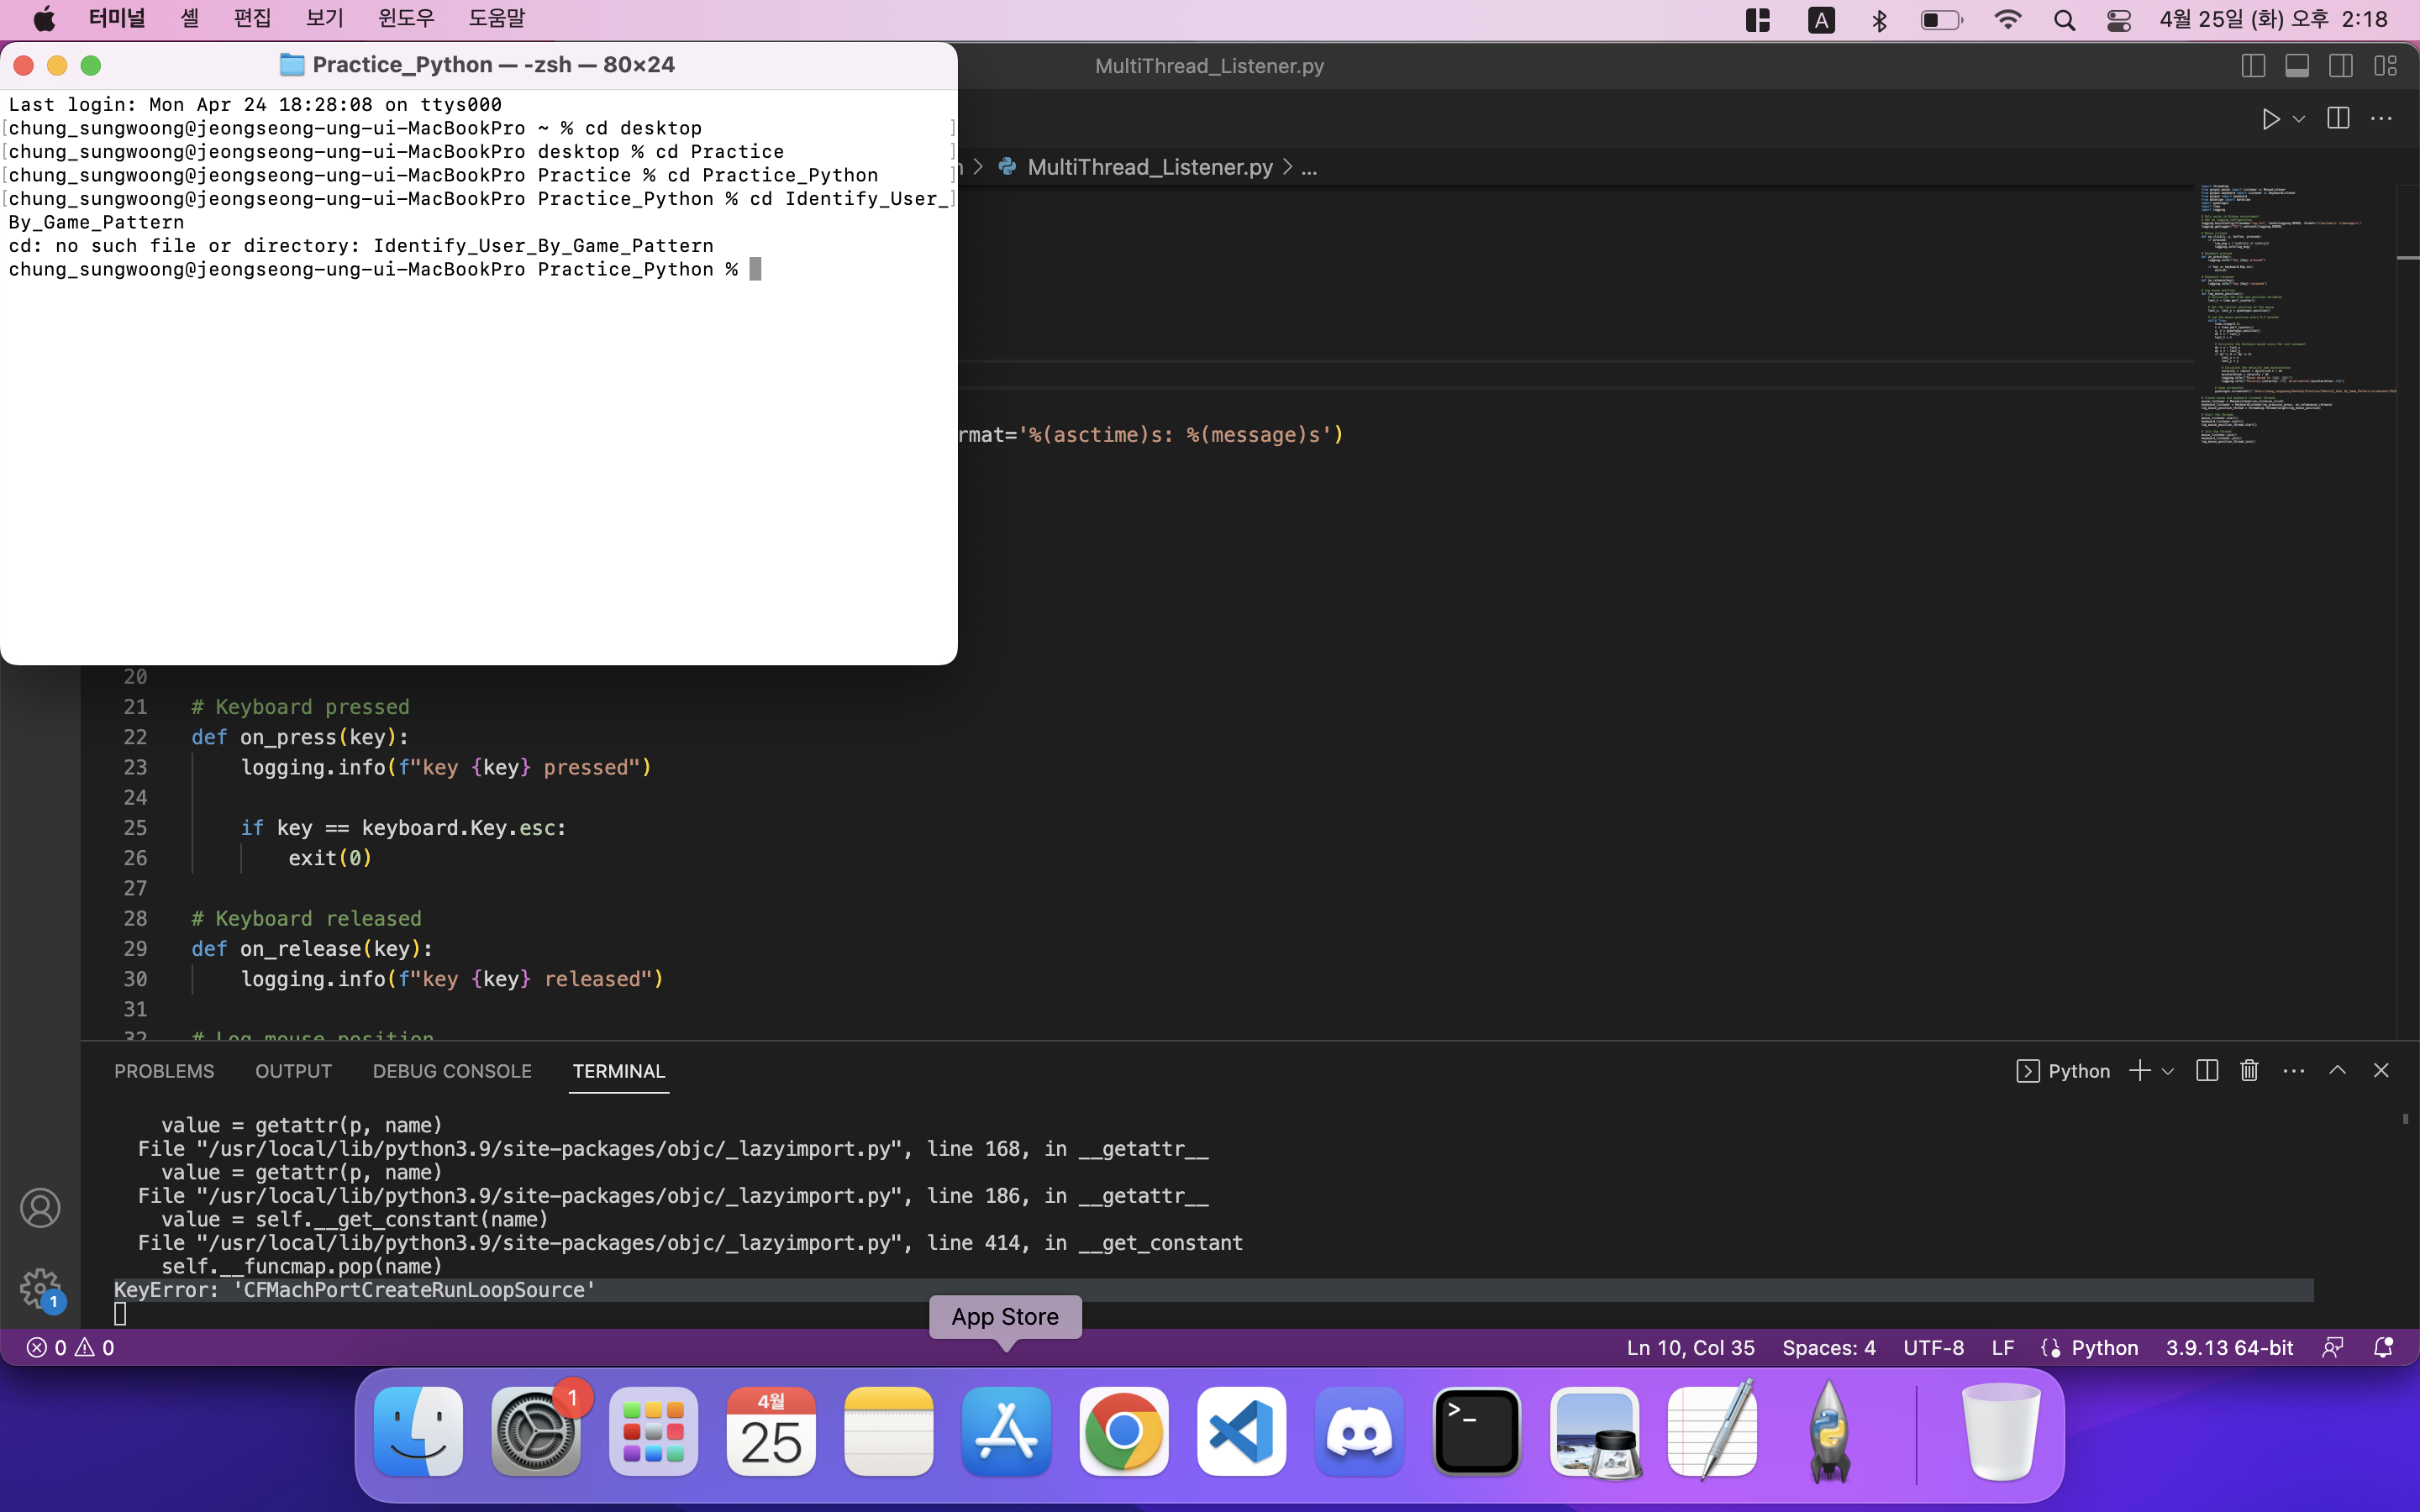 터미널 셸 편집 보기 윈도우 도움말 A 4월 25일 (화) 오후 2:18
Practice_Python — -zsh — 80×24
MultiThread_Listener.py
Last login: Mon Apr 24 18:28:08 on ttys000
[chung_sungwoong@jeongseong-ung-ui-MacBookPro ~ % cd desktop ]
[chung_sungwoong@jeongseong-ung-ui-MacBookPro desktop % cd Practice ]
[chung_sungwoong@jeongseong-ung-ui-MacBookPro Practice % cd Practice_Python ]
[chung_sungwoong@jeongseong-ung-ui-MacBookPro Practice_Python % cd Identify_User_]
By_Game_Pattern
cd: no such file or directory: Identify_User_By_Game_Pattern
chung_sungwoong@jeongseong-ung-ui-MacBookPro Practice_Python %
MultiThread_Listener.py > ...
rmat='%(asctime)s: %(message)s')
20
21 # Keyboard pressed
22 def on_press(key):
23 logging.info(f"key {key} pressed")
24
25 if key == keyboard.Key.esc:
26 exit(0)
27
28 # Keyboard released
29 def on_release(key):
30 logging.info(f"key {key} released")
31
32 # Log mouse position
PROBLEMS OUTPUT DEBUG CONSOLE TERMINAL Python
value = getattr(p, name)
File "/usr/local/lib/python3.9/site-packages/objc/_lazyimport.py", line 168, in __getattr__
value = getattr(p, name)
File "/usr/local/lib/python3.9/site-packages/objc/_lazyimport.py", line 186, in __getattr__
value = self.__get_constant(name)
File "/usr/local/lib/python3.9/site-packages/objc/_lazyimport.py", line 414, in __get_constant
self.__funcmap.pop(name)
KeyError: 'CFMachPortCreateRunLoopSource'
1
App Store
0 0 Ln 10, Col 35 Spaces: 4 UTF-8 LF Python 3.9.13 64-bit
1
4월
25
>_